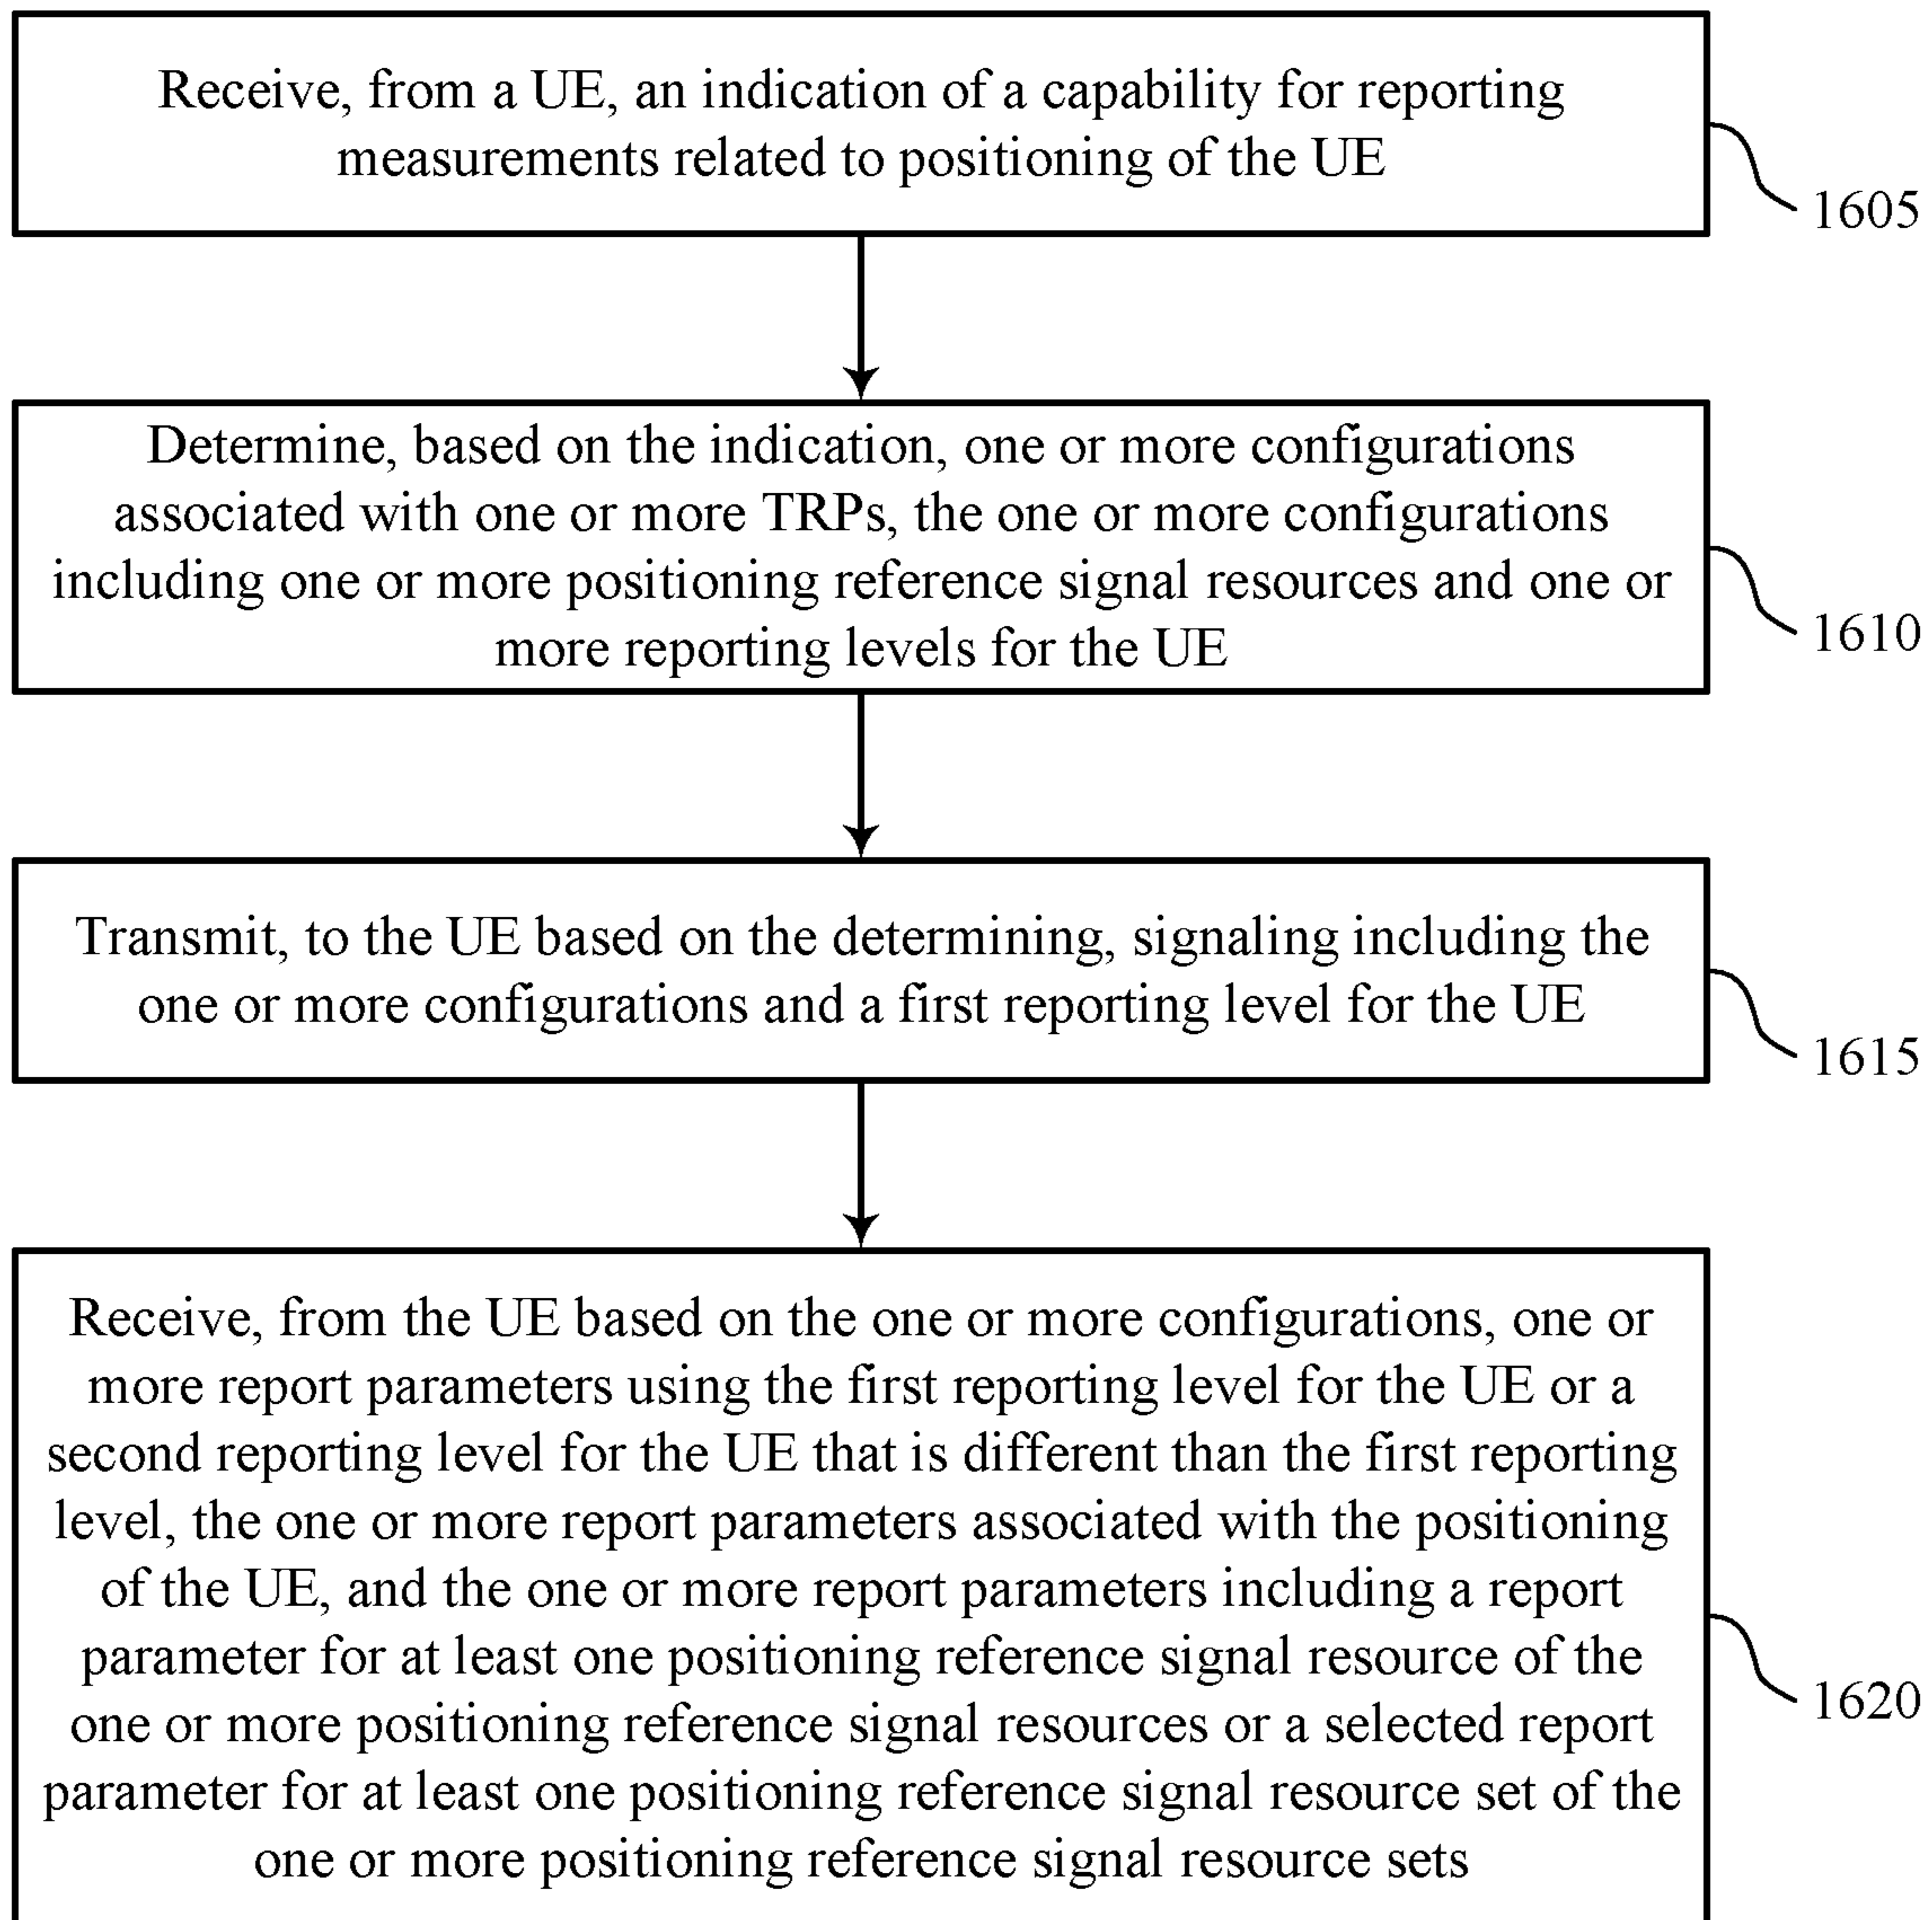 Receive, from a UE, an indication of a capability for reporting
measurements related to positioning of the UE
1605
Determine, based on the indication, one or more configurations
associated with one or more TRPs, the one or more configurations
including one or more positioning reference signal resources and one or
more reporting levels for the UE
1610
Transmit, to the UE based on the determining, signaling including the
one or more configurations and a first reporting level for the UE
1615
Receive, from the UE based on the one or more configurations, one or
more report parameters using the first reporting level for the UE or a
second reporting level for the UE that is different than the first reporting
level, the one or more report parameters associated with the positioning
of the UE, and the one or more report parameters including a report
parameter for at least one positioning reference signal resource of the
one or more positioning reference signal resources or a selected report
parameter for at least one positioning reference signal resource set of the
one or more positioning reference signal resource sets
1620